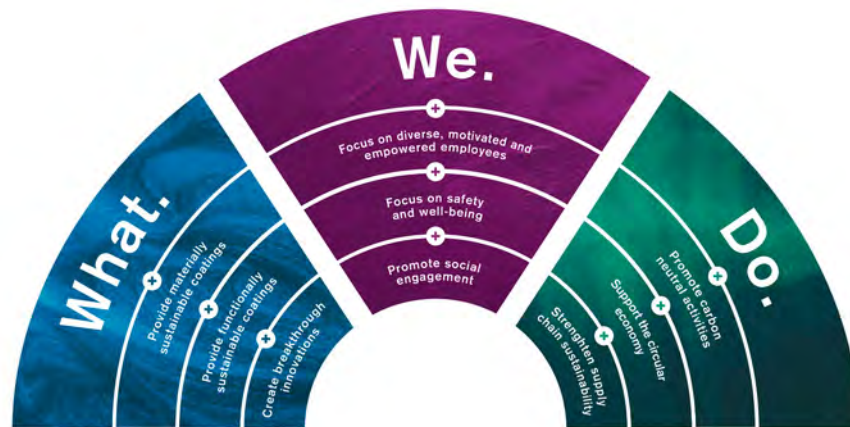 What.
Provide materially
sustainable coatings
Provide functionally
sustainable coatings
Create breakthrough
innovations
We.
Focus on diverse, motivated and
empowered employees
Focus on safety
and well-being
Promote social
engagement
Do.
Promote carbon
neutral activities
Support the circular
economy
Strenghten supply
chain sustainability